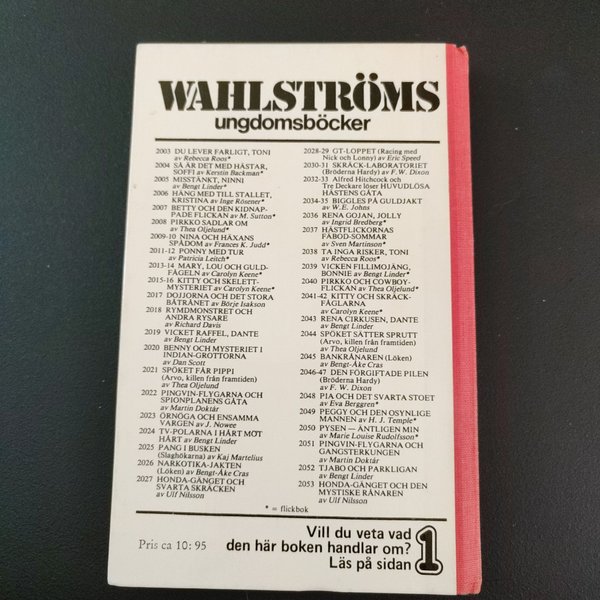 WAHLSTRÖMS
ungdomsböcker
2003 DU LEVER FARLIGT, TONI
av Rebecca Roos*
2004 SÅ ÄR DET MED HÄSTAR,
SOFFI av Kerstin Backman*
2005 MISSTÄNKT, NINNI
av Bengt Linder*
2006 HÄNG MED TILL STALLET,
KRISTINA av Inge Rösener*
2007 BETTY OCH DEN KIDNAP-
PADE FLICKAN av M. Sutton*
2008 PIRKKO SADLAR OM
av Thea Oljelund*
2009-10 NINA OCH HÄXANS
SPÅDOM av Frances K. Judd*
2011-12 PONNY MED TUR
av Patricia Leitch*
2013-14 MARY, LOU OCH GULD-
FÅGELN av Carolyn Keene*
2015-16 KITTY OCH SKELETT-
MYSTERIET av Carolyn Keene*
2017 DOJJORNA OCH DET STORA
BÅTRÅNET av Börje Isakson
2018 RYMDMONSTRET OCH
ANDRA RYSARE
av Richard Davis
2019 VICKET RAFFEL, DANTE
av Bengt Linder
2020 BENNY OCH MYSTERIET I
INDIAN-GROTTORNA
av Dan Scott
2021 SPÖKET FÅR PIPPI
(Arvo, killen från framtiden)
av Thea Oljelund
2022 PINGVIN-FLYGARNA OCH
SPIONPLANENS GÅTA
av Martin Doktár
2023 ÖRNÖGA OCH ENSAMMA
VARGEN av J. Nowee
2024 TV-POLARNA I HÅRT MOT
HÅRT av Bengt Linder
2025 PANG I BUSKEN
(Slaghökarna) av Kaj Martelius
2026 NARKOTIKA-JAKTEN
(Löken) av Bengt-Åke Cras
2027 HONDA-GÄNGET OCH
SVARTA SKRÄCKEN
av Ulf Nilsson
2028-29 GT-LOPPET (Racing med
Nick och Lonny) av Eric Speed
2030-31 SKRÄCK-LABORATORIET
(Bröderna Hardy) av F. W. Dixon
2032-33 Alfred Hitchcock och
Tre Deckare löser HUVUDLÖSA
HÄSTENS GÅTA
2034-35 BIGGLES PÅ GULDJAKT
av W.E. Johns
2036 RENA GOJAN, JOLLY
av Ingrid Bredberg*
2037 HÄSTFLICKORNAS
FÄBOD-SOMMAR
av Sven Martinson*
2038 TA INGA RISKER, TONI
av Rebecca Roos*
2039 VICKEN FILLIMOJÄNG,
BONNIE av Bengt Linder*
2040 PIRKKO OCH COWBOY-
FLICKAN av Thea Oljelund*
2041-42 KITTY OCH SKRÄCK-
FÅGLARNA
av Carolyn Keene*
2043 RENA CIRKUSEN, DANTE
av Bengt Linder
2044 SPÖKET SÄTTER SPRUTT
(Arvo, killen från framtiden)
av Thea Oljelund
2045 BANKRÅNAREN (Löken)
av Bengt-Åke Cras
2046-47 DEN FÖRGIFTADE PILEN
(Bröderna Hardy)
av F. W. Dixon
2048 PIA OCH DET SVARTA STOET
av Eva Berggren*
2049 PEGGY OCH DEN OSYNLIGE
MANNEN av H. J. Temple*
2050 PYSEN — ÄNTLIGEN MIN
av Marie Louise Rudolfsson*
2051 PINGVIN-FLYGARNA OCH
GANGSTERKUNGEN
av Martin Doktár
2052 TJABO OCH PARKLIGAN
av Bengt Linder
2053 HONDA-GÄNGET OCH DEN
MYSTISKE RÅNAREN
av Ulf Nilsson
* = flickbok
Pris ca 10: 95
Vill du veta vad
den här boken handlar om?
Läs på sidan 1